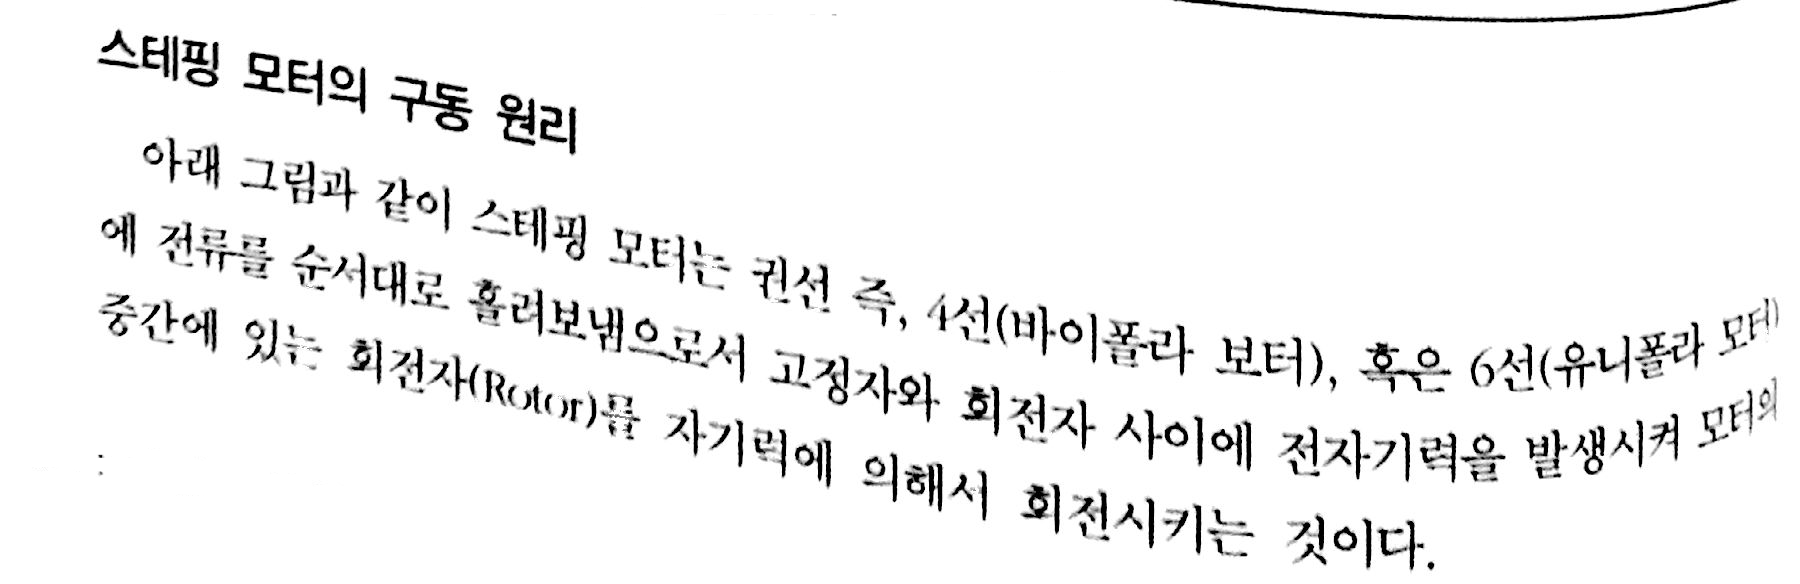 스테핑 모터의 구동 원리
아래 그림과 같이 스테핑 모터는 권선 즉, 4선(바이폴라 모터), 혹은 6선(유니폴라 모터)
에 전류를 순서대로 흘려보냄으로서 고정자와 회전자 사이에 전자기력을 발생시켜 모터의
중간에 있는 회전자(Rotor)를 자기력에 의해서 회전시키는 것이다.